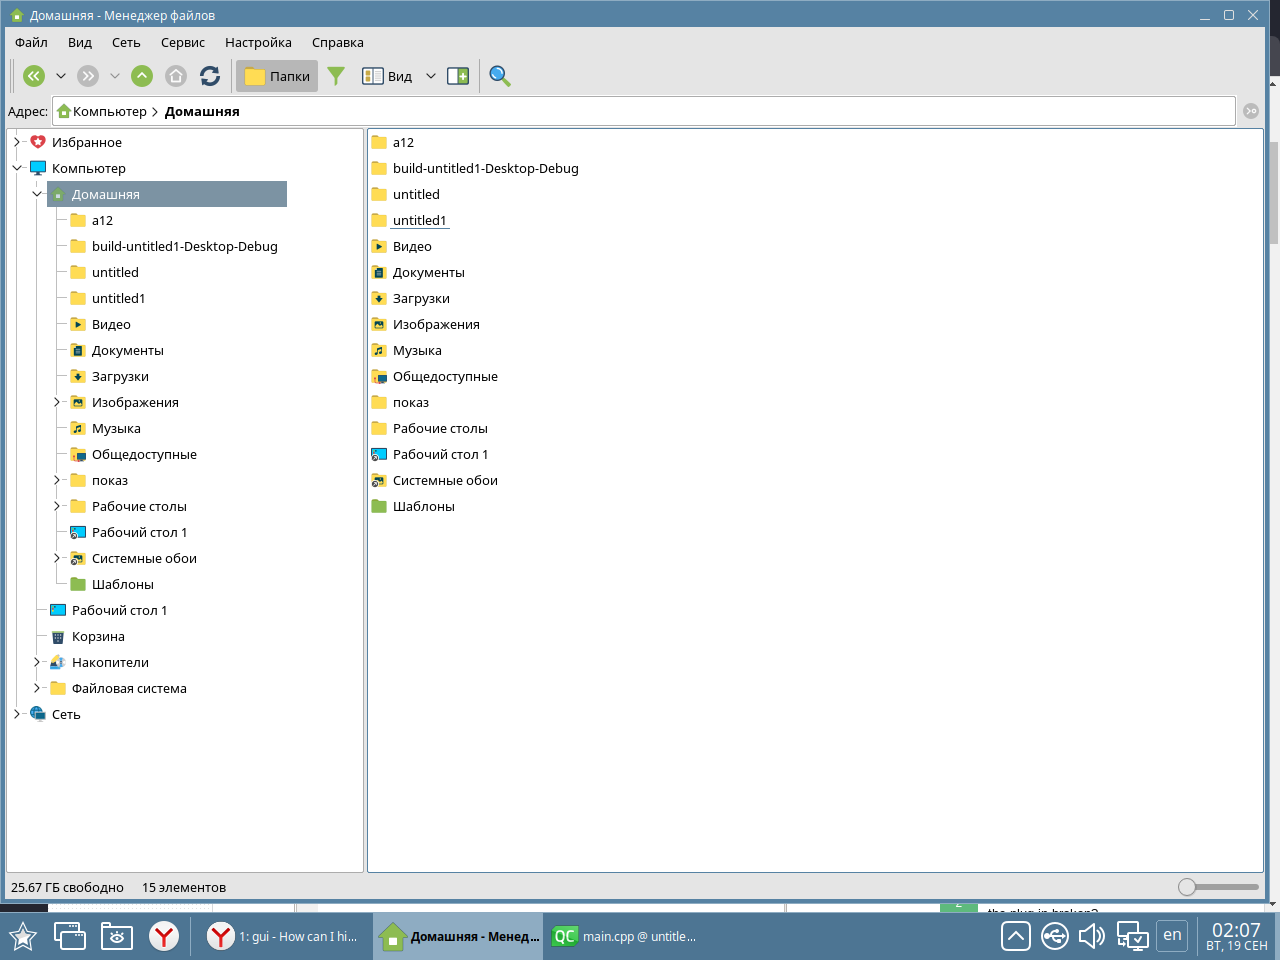 Домашняя - Менеджер файлов
Файл Вид Сеть Сервис Настройка Справка
Папки Вид
Адрес: Компьютер Домашняя
Избранное
Компьютер
Домашняя
a12
build-untitled1-Desktop-Debug
untitled
untitled1
Видео
Документы
Загрузки
Изображения
Музыка
Общедоступные
показ
Рабочие столы
Рабочий стол 1
Системные обои
Шаблоны
Рабочий стол 1
Корзина
Накопители
Файловая система
Сеть
a12
build-untitled1-Desktop-Debug
untitled
untitled1
Видео
Документы
Загрузки
Изображения
Музыка
Общедоступные
показ
Рабочие столы
Рабочий стол 1
Системные обои
Шаблоны
25.67 ГБ свободно 15 элементов
1: gui - How can I hi... Домашняя - Менед... QC main.cpp @ untitle... en 02:07
ВТ, 19 СЕН